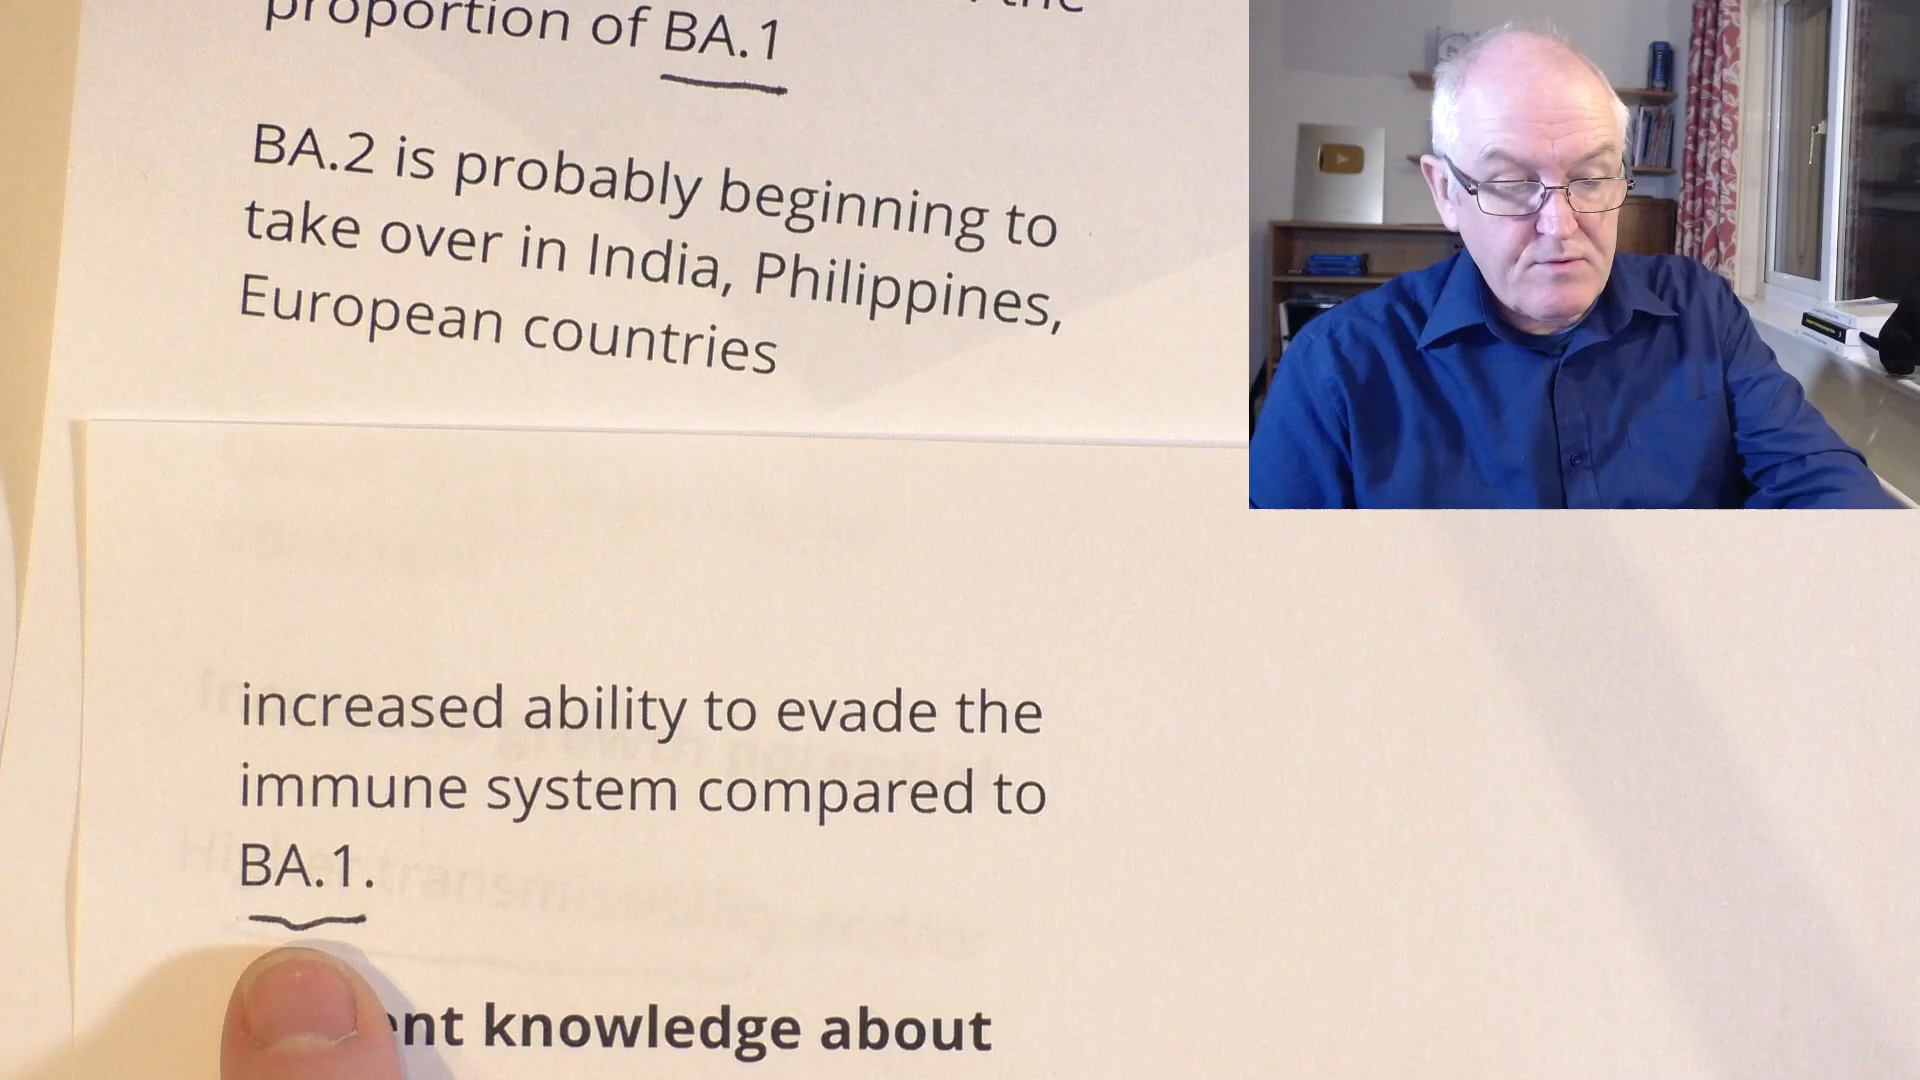 proportion of BA.1
BA.2 is probably beginning to
take over in India, Philippines,
European countries
increased ability to evade the
immune system compared to
BA.1.
knowledge about